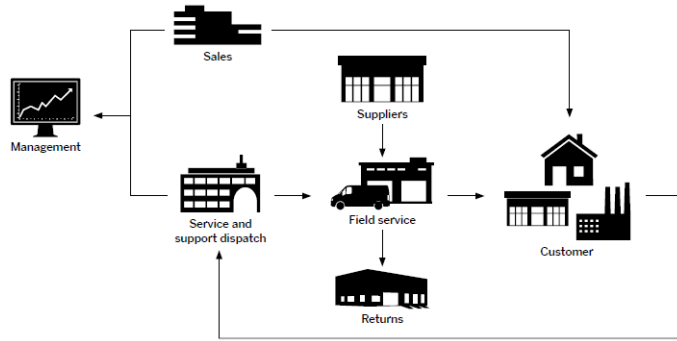 Sales
Suppliers
Management
Service and
support dispatch
Field service
Customer
Returns